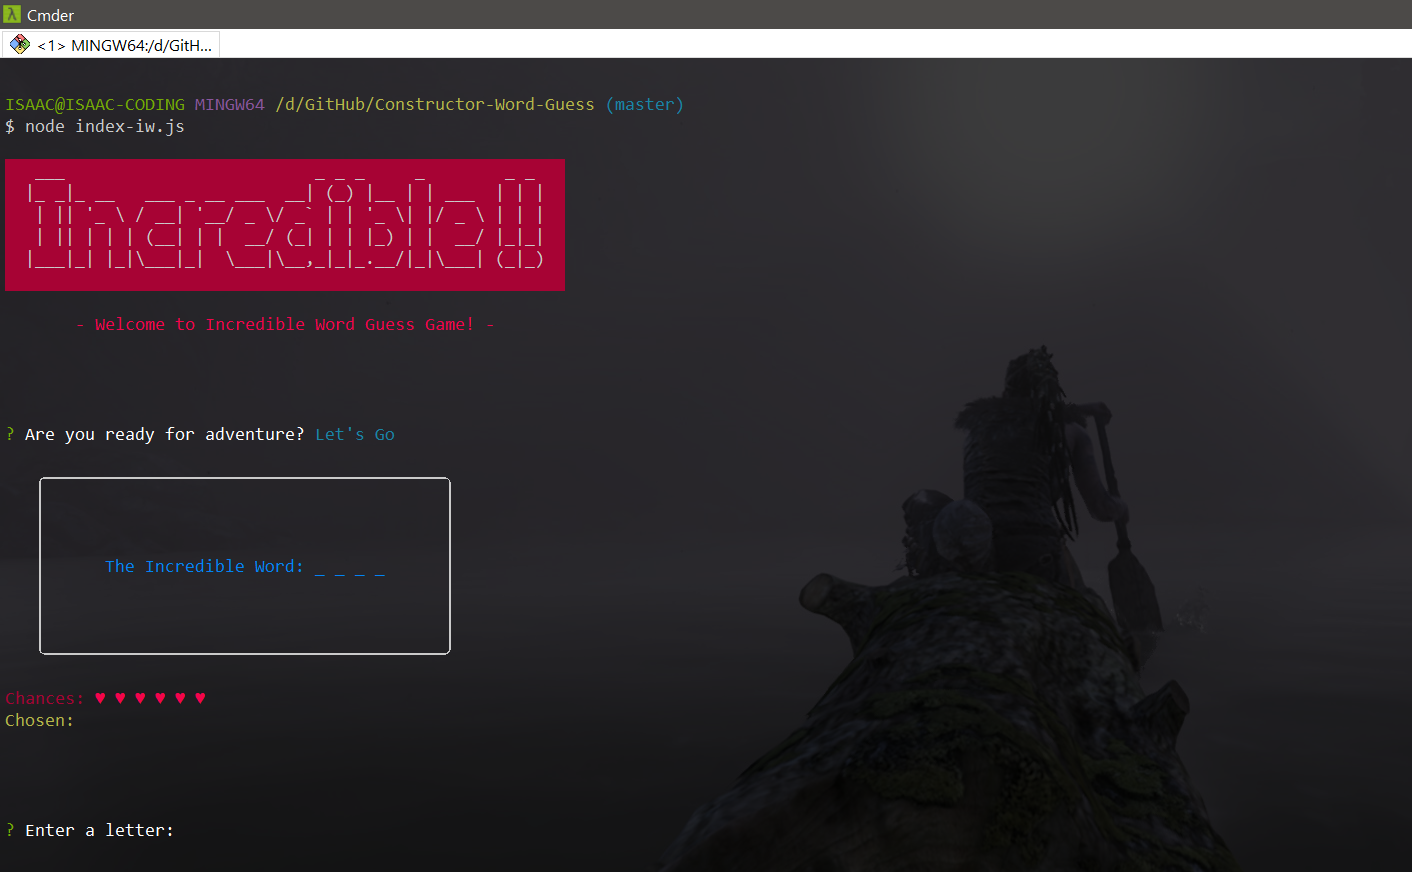 λ Cmder
<1> MINGW64:/d/GitH...
ISAAC@ISAAC-CODING MINGW64 /d/GitHub/Constructor-Word-Guess (master)
$ node index-iw.js
Incredible!!
- Welcome to Incredible Word Guess Game! -
? Are you ready for adventure? Let's Go
The Incredible Word: _ _ _ _
Chances: ♥ ♥ ♥ ♥ ♥ ♥
Chosen:
? Enter a letter: